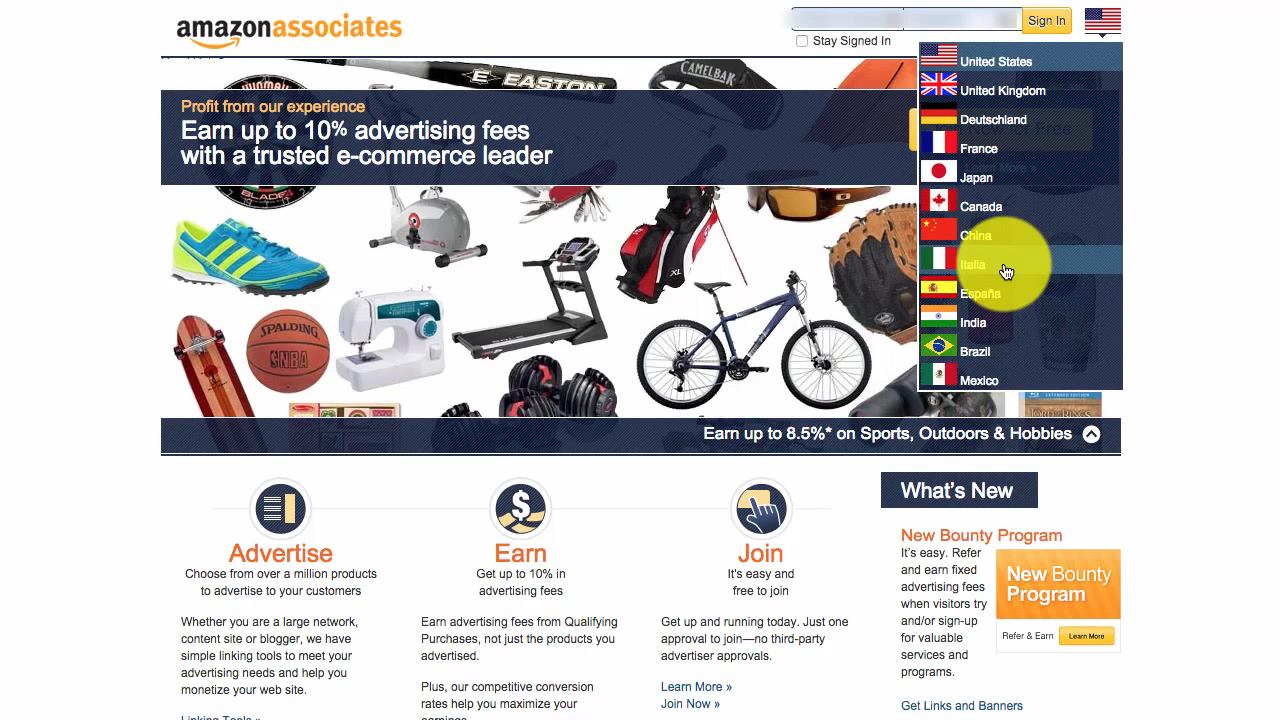 amazonassociates
Sign In
Stay Signed In
United States
United Kingdom
Deutschland
France
Japan
Canada
China
Italia
España
India
Brazil
Mexico
Profit from our experience
Earn up to 10% advertising fees
with a trusted e-commerce leader
Now for Free
EASTON
CAMELBAK
BLADE
XL
SPALDING
NBA
Earn up to 8.5%* on Sports, Outdoors & Hobbies
Advertise
Choose from over a million products
to advertise to your customers
Whether you are a large network,
content site or blogger, we have
simple linking tools to meet your
advertising needs and help you
monetize your web site.
Linking Tools »
Earn
Get up to 10% in
advertising fees
Earn advertising fees from Qualifying
Purchases, not just the products you
advertised.
Plus, our competitive conversion
rates help you maximize your
earnings.
Join
It's easy and
free to join
Get up and running today. Just one
approval to join—no third-party
advertiser approvals.
Learn More »
Join Now »
What's New
New Bounty Program
It's easy. Refer
and earn fixed
advertising fees
when visitors try
and/or sign-up
for valuable
services and
programs.
New Bounty
Program
Refer & Earn
Learn More
Get Links and Banners